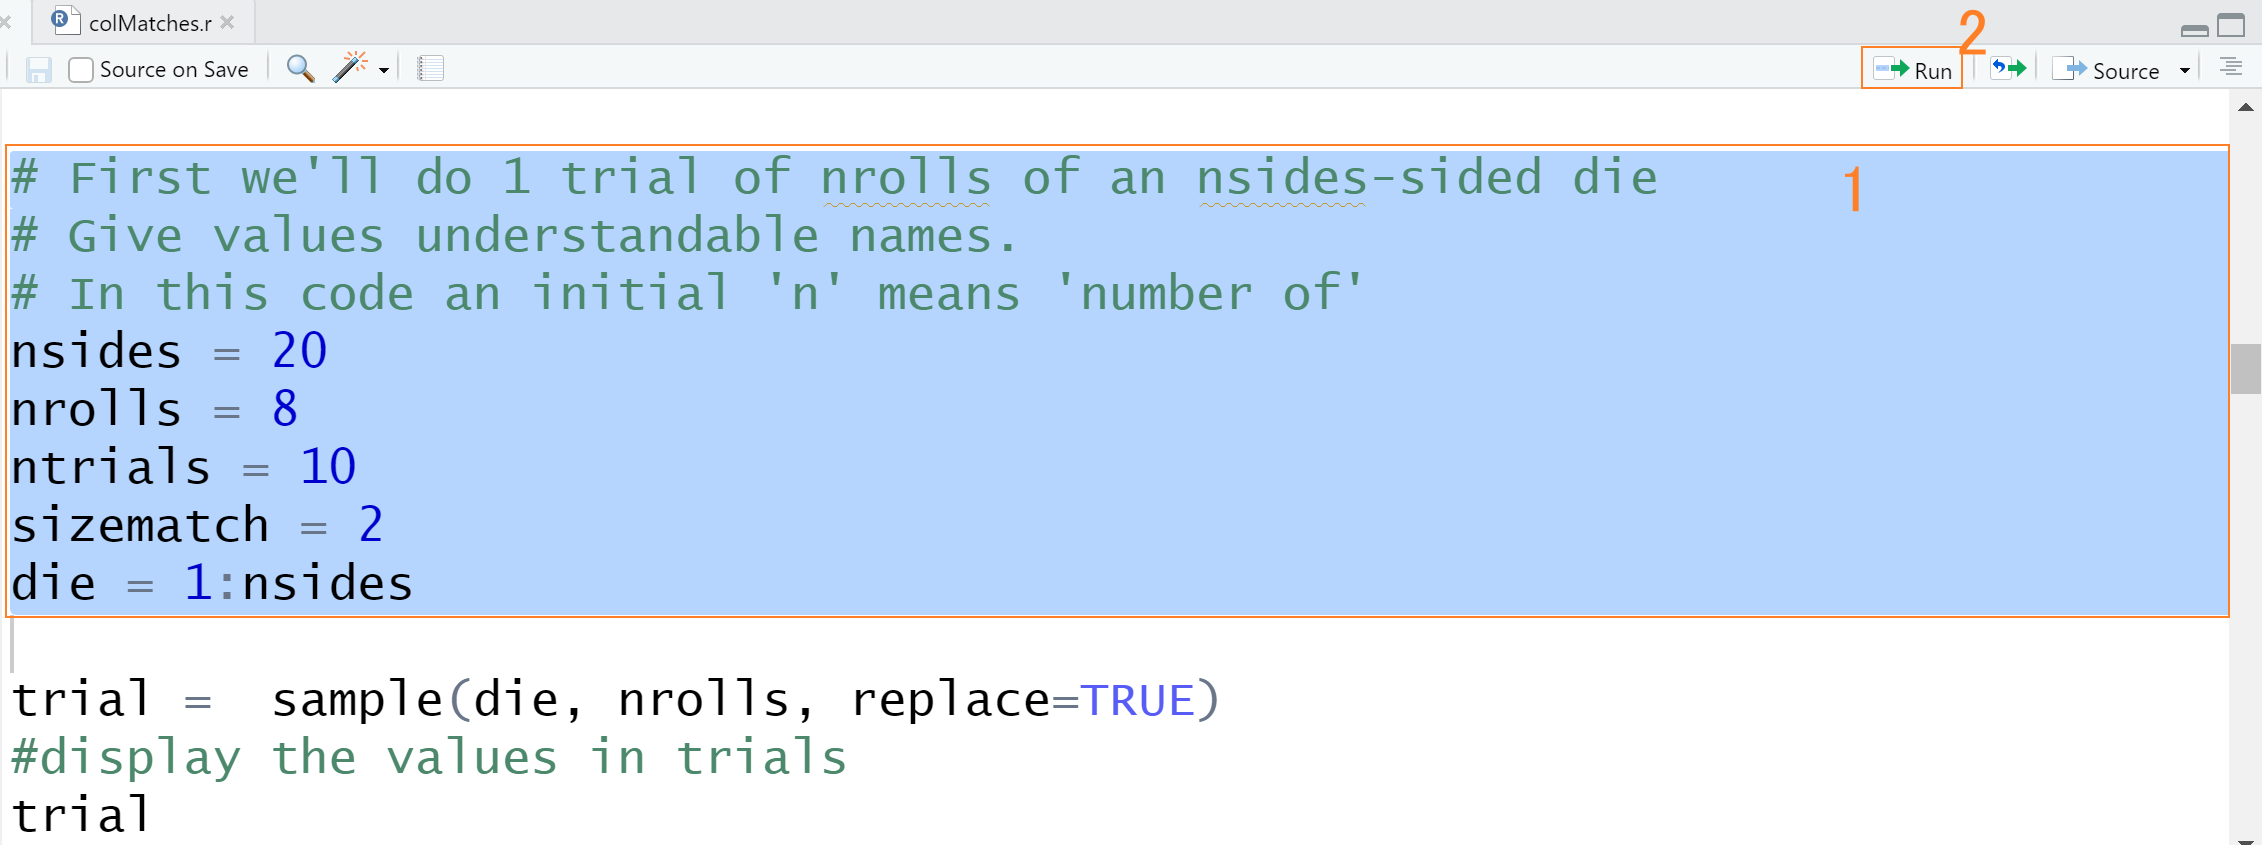 colMatches.r
2
Source on Save
Run
Source
# First we'll do 1 trial of nrolls of an nsides-sided die
1
# Give values understandable names.
# In this code an initial 'n' means 'number of'
nsides = 20
nrolls = 8
ntrials = 10
sizematch = 2
die = 1:nsides
trial =  sample(die, nrolls, replace=TRUE)
#display the values in trials
trial